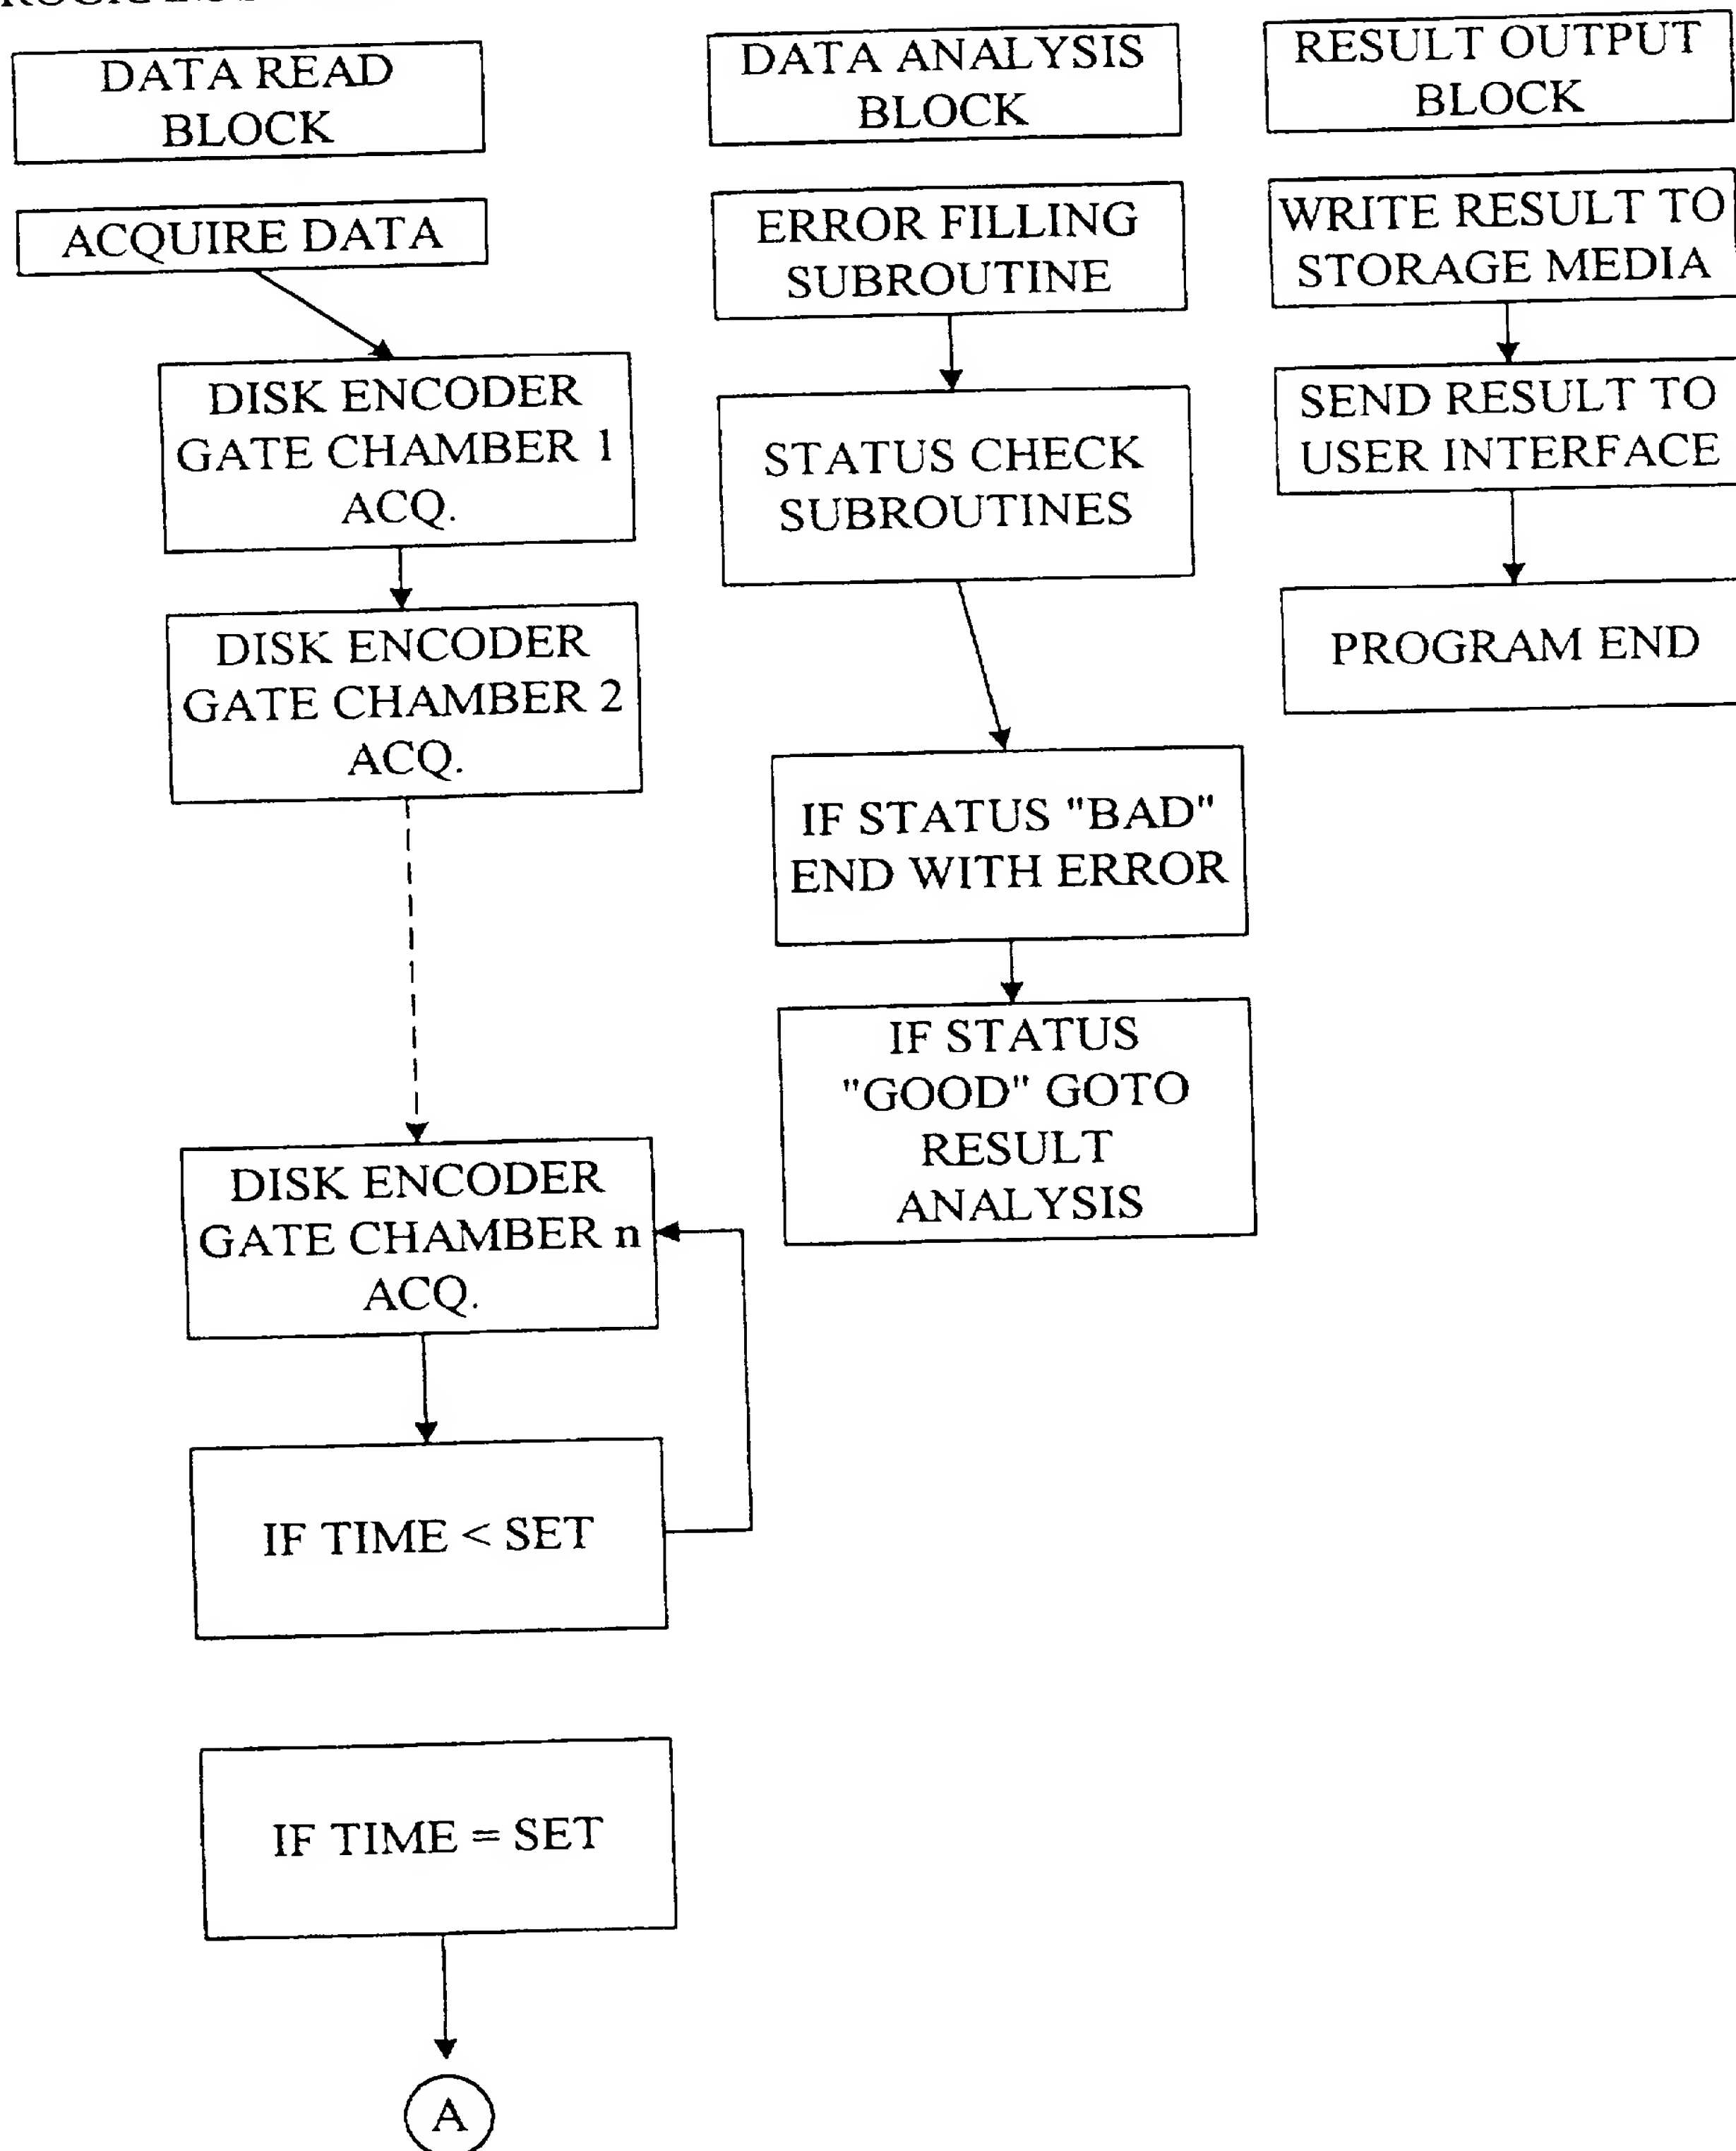 DATA READ
BLOCK
ACQUIRE DATA
DISK ENCODER
GATE CHAMBER 1
ACQ.
DISK ENCODER
GATE CHAMBER 2
ACQ.
DISK ENCODER
GATE CHAMBER n
ACQ.
IF TIME < SET
IF TIME = SET
A
DATA ANALYSIS
BLOCK
ERROR FILLING
SUBROUTINE
STATUS CHECK
SUBROUTINES
IF STATUS "BAD"
END WITH ERROR
IF STATUS
"GOOD" GOTO
RESULT
ANALYSIS
RESULT OUTPUT
BLOCK
WRITE RESULT TO
STORAGE MEDIA
SEND RESULT TO
USER INTERFACE
PROGRAM END